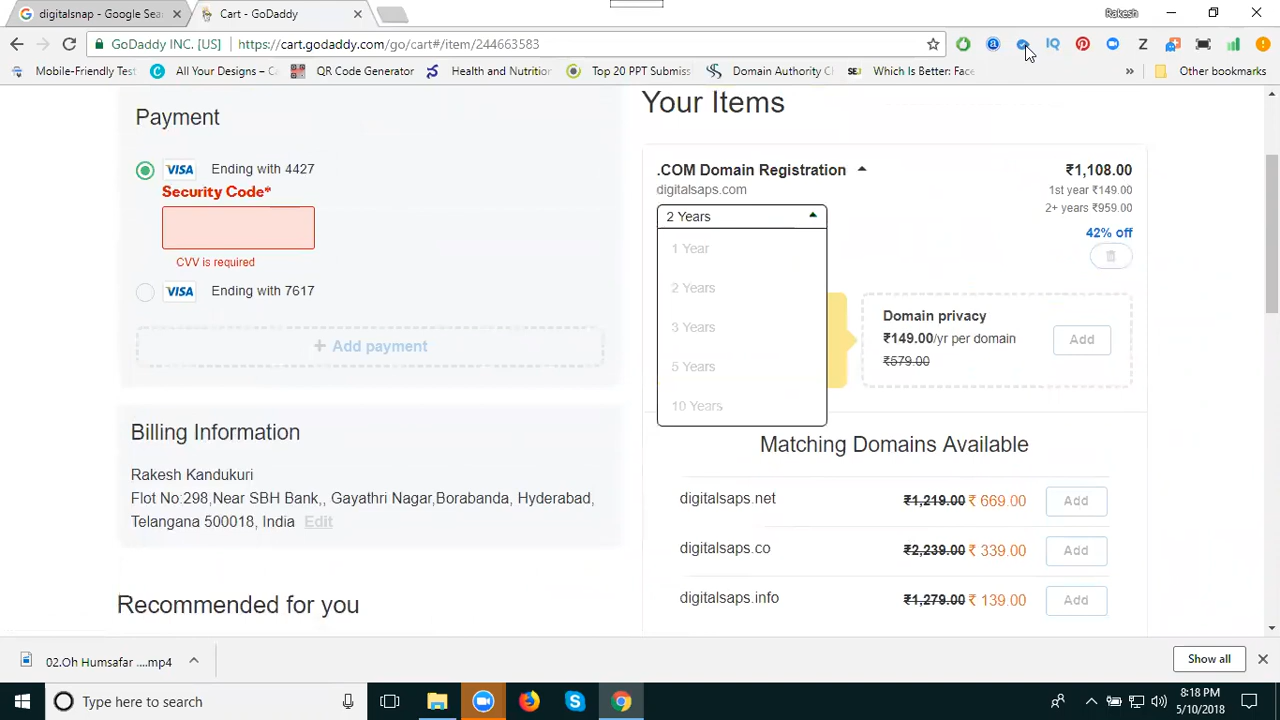 digitalsnap - Google Sea
Cart - GoDaddy
Rakesh
GoDaddy INC. [US]
https://cart.godaddy.com/go/cart#/item/244663583
Mobile-Friendly Test
All Your Designs – C
QR Code Generator
Health and Nutrition
Top 20 PPT Submiss
Domain Authority Cl
Which Is Better: Face
Other bookmarks
Payment
VISA Ending with 4427
Security Code*
CVV is required
VISA Ending with 7617
+ Add payment
Billing Information
Rakesh Kandukuri
Flot No:298,Near SBH Bank,, Gayathri Nagar,Borabanda, Hyderabad,
Telangana 500018, India Edit
Recommended for you
Your Items
.COM Domain Registration
₹1,108.00
digitalsaps.com
1st year ₹149.00
2+ years ₹959.00
42% off
2 Years
1 Year
2 Years
3 Years
5 Years
10 Years
Domain privacy
₹149.00/yr per domain
₹579.00
Add
Matching Domains Available
digitalsaps.net ₹1,219.00 ₹ 669.00 Add
digitalsaps.co ₹2,239.00 ₹ 339.00 Add
digitalsaps.info ₹1,279.00 ₹ 139.00 Add
02.Oh Humsafar ....mp4
Show all
Type here to search
8:18 PM
5/10/2018